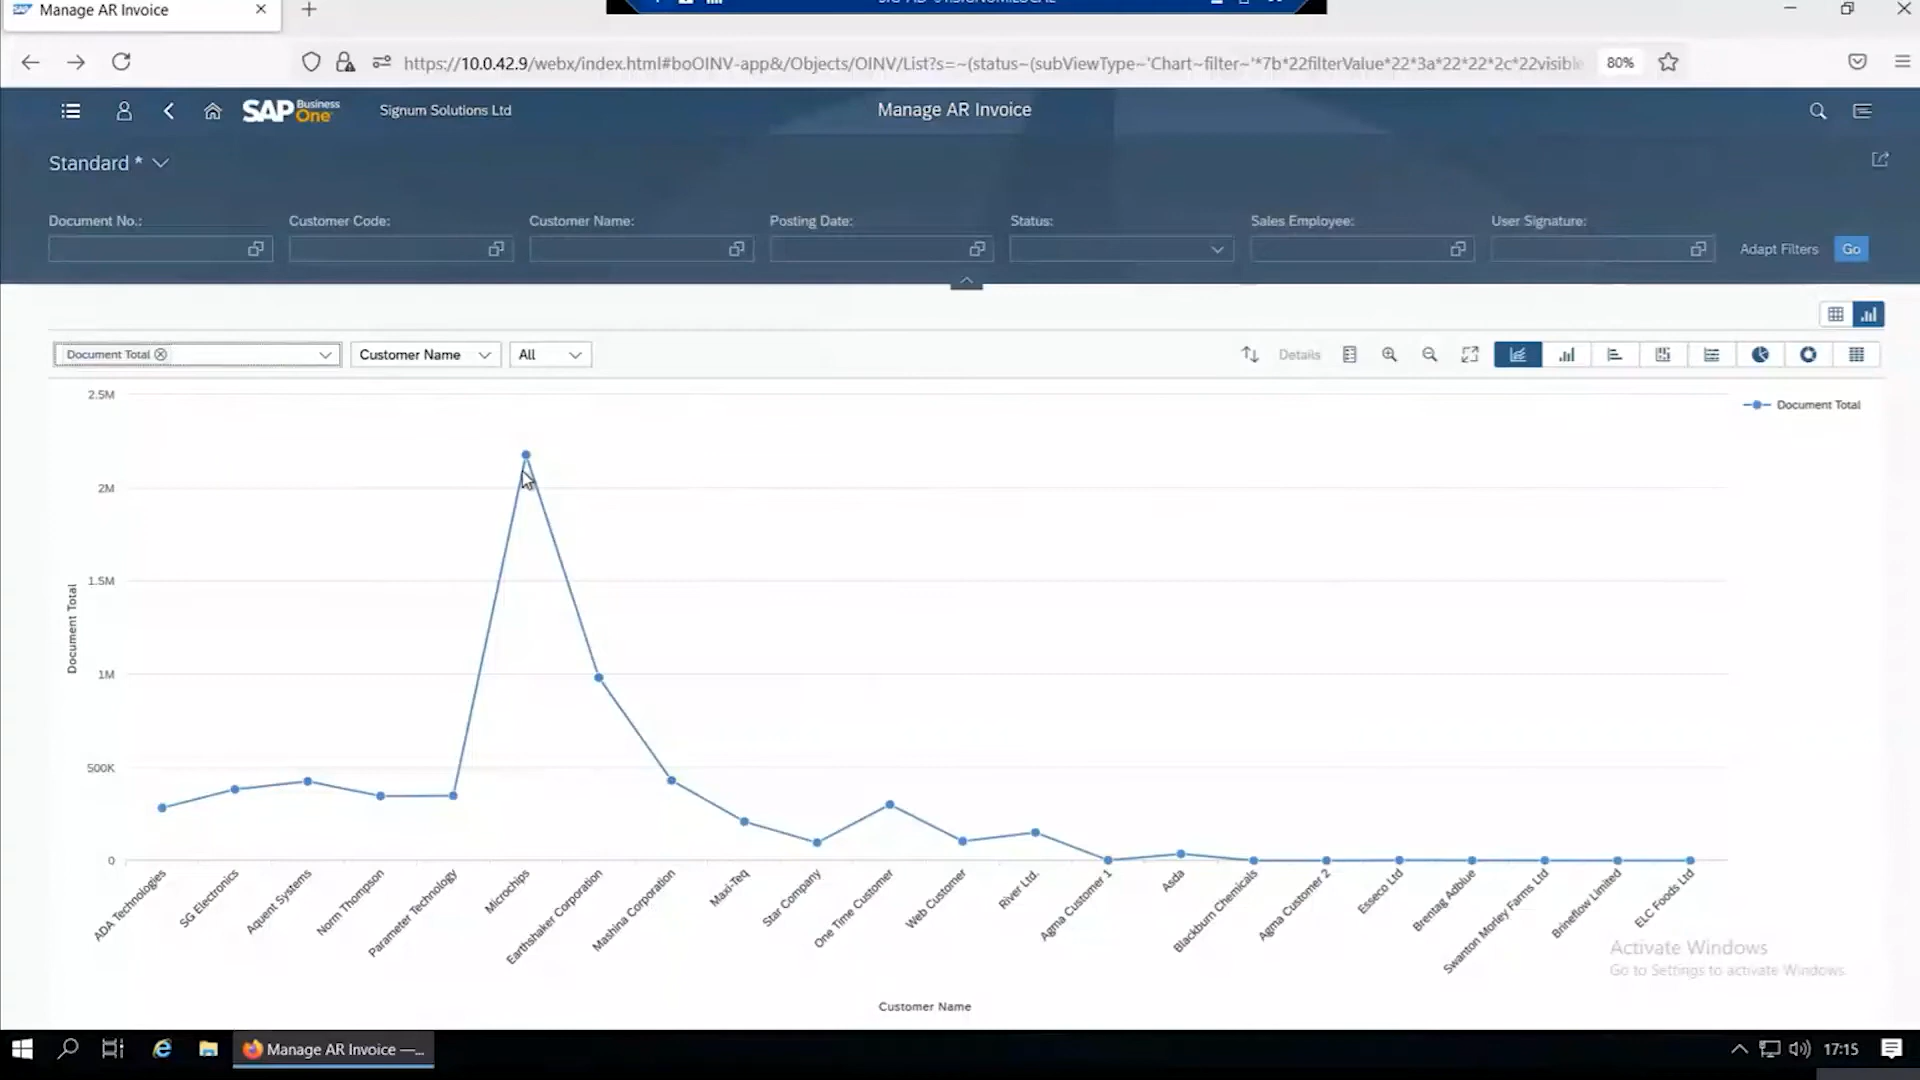 Manage AR Invoice
https://10.0.42.9/webx/index.html#boOINV-app&/Objects/OINV/List?s=~(status~(subViewType~'Chart~filter~'*7b*22filterValue*22*3a*22*22*2c*22visible
80%
SAP Business One
Signum Solutions Ltd
Manage AR Invoice
Standard *
Document No.:
Customer Code:
Customer Name:
Posting Date:
Status:
Sales Employee:
User Signature:
Adapt Filters
Go
Document Total
Customer Name
All
Details
2.5M
2M
1.5M
1M
500K
0
Document Total
Document Total
ADA Technologies
SG Electronics
Aquent Systems
Norm Thompson
Parameter Technology
Microchips
Earthshaker Corporation
Mashina Corporation
Maxi-Teq
Star Company
One Time Customer
Web Customer
River Ltd.
Agma Customer 1
Asda
Blackburn Chemicals
Agma Customer 2
Esseco Ltd
Brentag Adblue
Swanton Morley Farms Ltd
Brineflow Limited
ELC Foods Ltd
Customer Name
Activate Windows
Go to Settings to activate Windows.
Manage AR Invoice —...
17:15